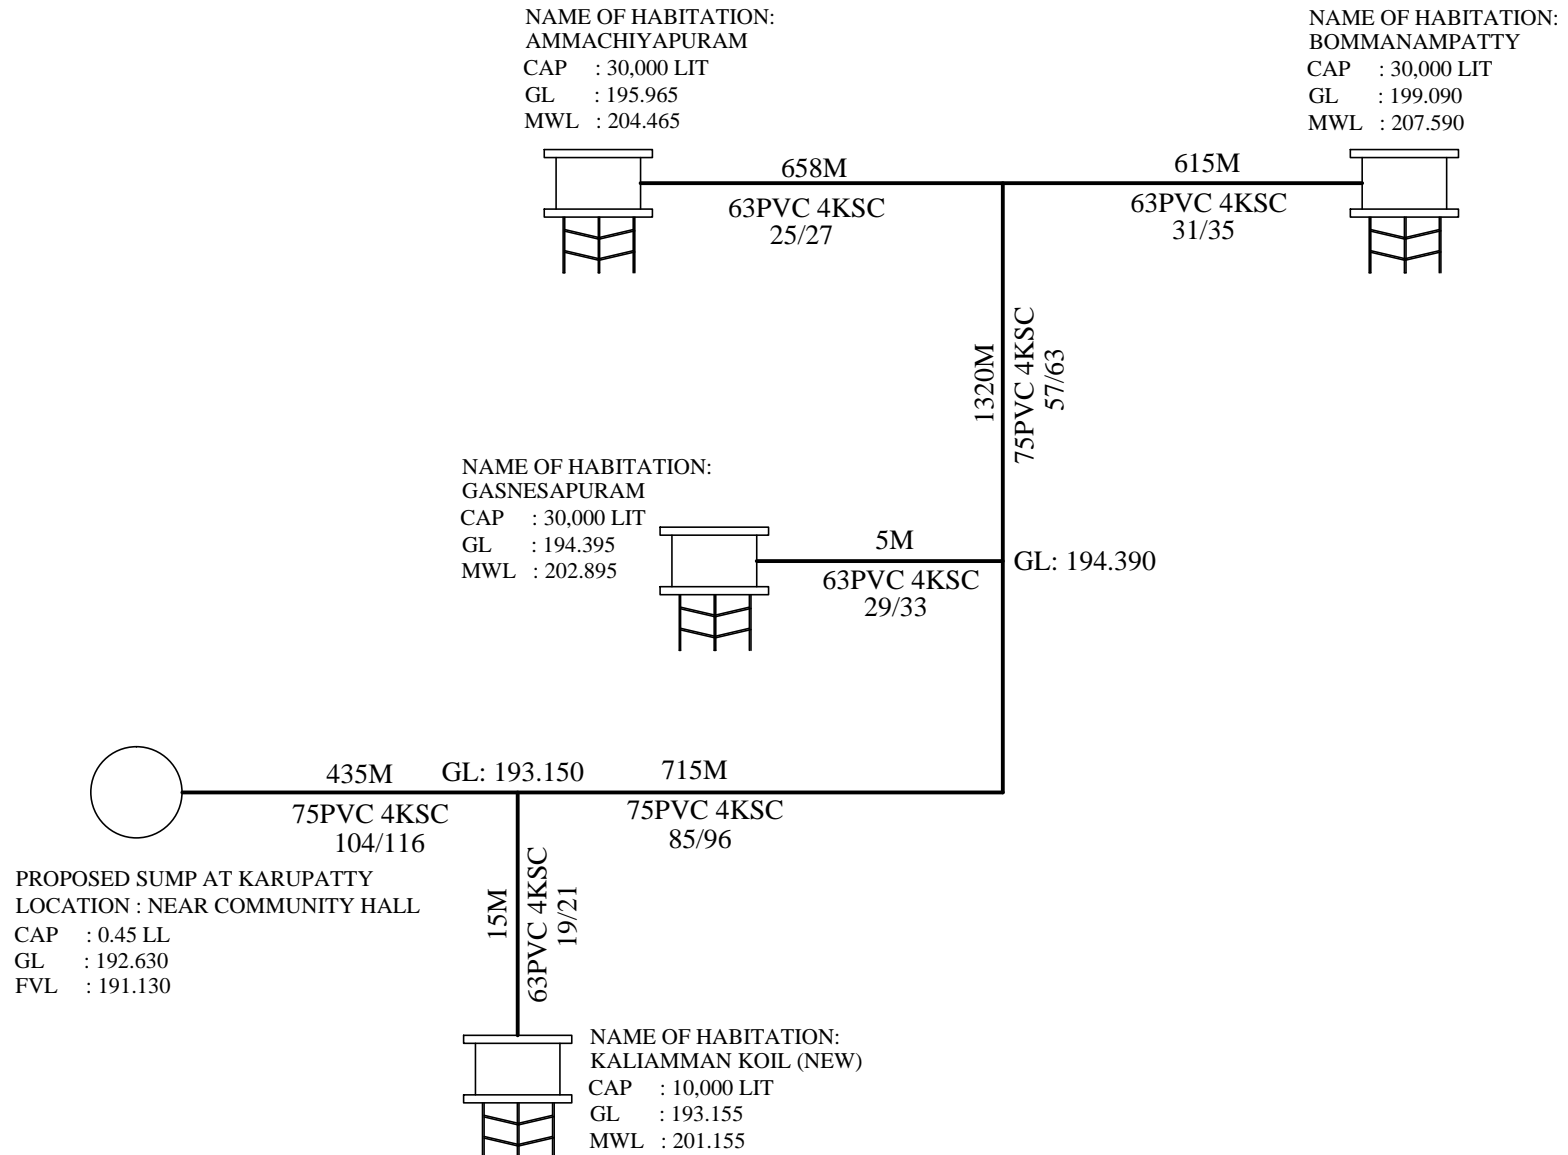 NAME OF HABITATION:
AMMACHIYAPURAM
CAP : 30,000 LIT
GL : 195.965
MWL : 204.465
NAME OF HABITATION:
BOMMANAMPATTY
CAP : 30,000 LIT
GL : 199.090
MWL : 207.590
658M
63PVC 4KSC
25/27
615M
63PVC 4KSC
31/35
1320M
75PVC 4KSC
57/63
NAME OF HABITATION:
GASNESAPURAM
CAP : 30,000 LIT
GL : 194.395
MWL : 202.895
5M
63PVC 4KSC
29/33
GL: 194.390
435M
75PVC 4KSC
104/116
GL: 193.150
715M
75PVC 4KSC
85/96
PROPOSED SUMP AT KARUPATTY
LOCATION : NEAR COMMUNITY HALL
CAP : 0.45 LL
GL : 192.630
FVL : 191.130
15M
63PVC 4KSC
19/21
NAME OF HABITATION:
KALIAMMAN KOIL (NEW)
CAP : 10,000 LIT
GL : 193.155
MWL : 201.155